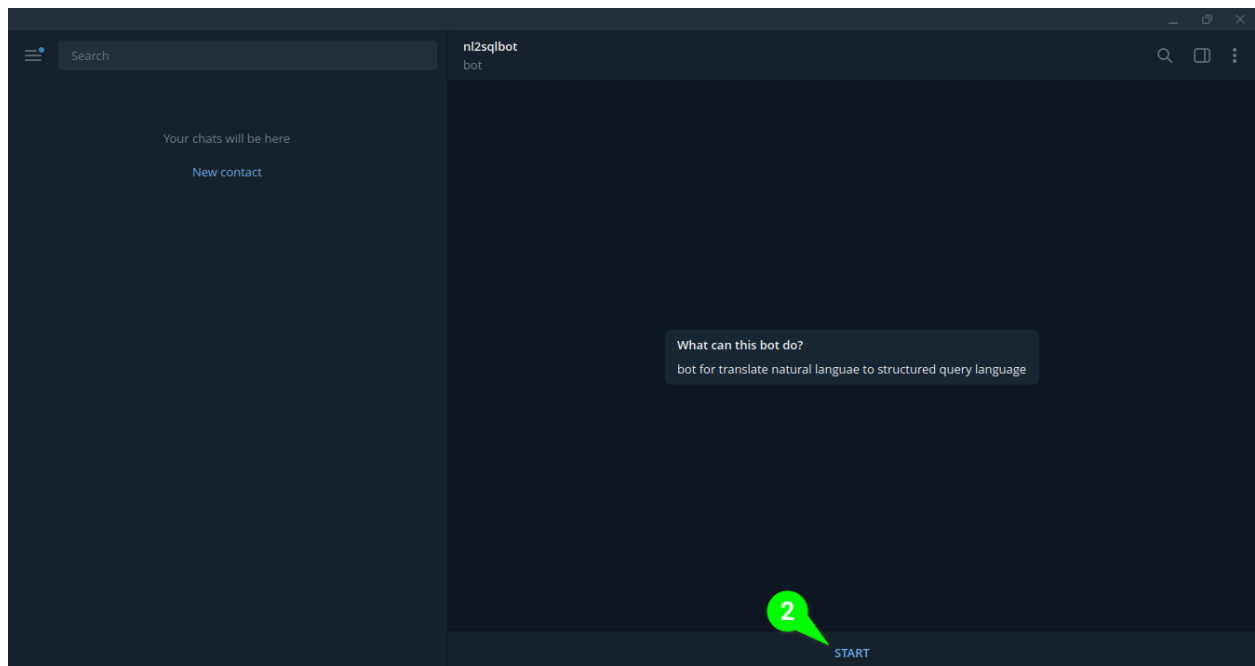 Search
Your chats will be here
New contact
nl2sqlbot
bot
What can this bot do?
bot for translate natural languae to structured query language
2
START